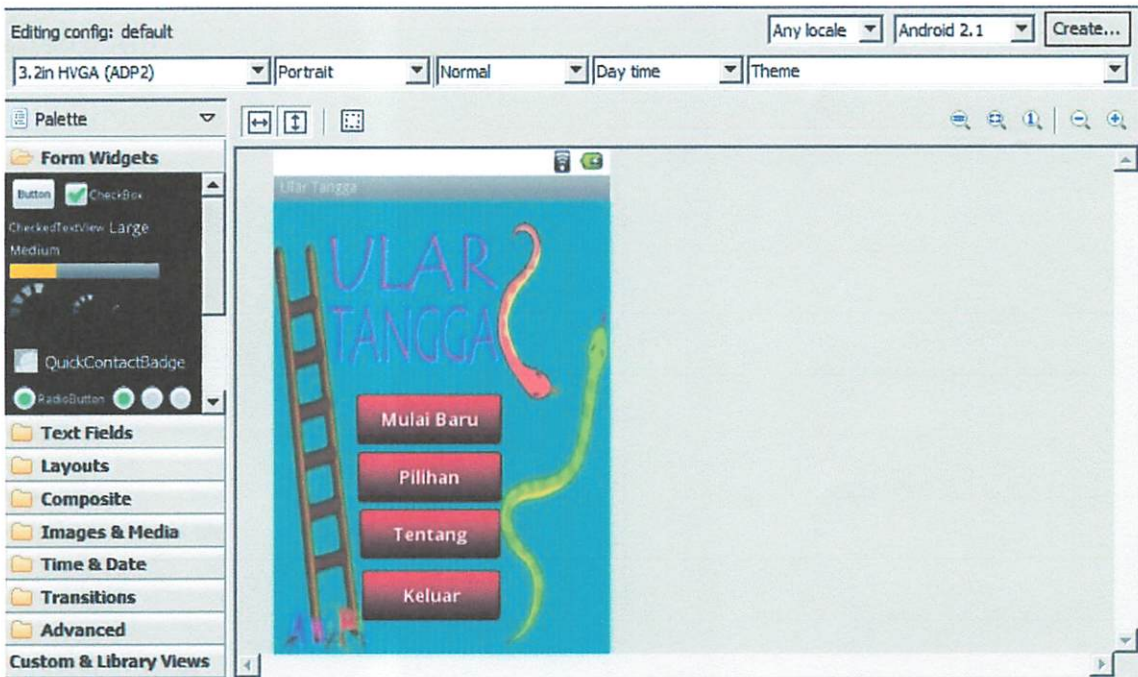 Editing config: default
Any locale
Android 2.1
Create...
3.2in HVGA (ADP2)
Portrait
Normal
Day time
Theme
Palette
Form Widgets
Button
CheckBox
CheckedTextView Large
Medium
QuickContactBadge
RadioButton
Text Fields
Layouts
Composite
Images & Media
Time & Date
Transitions
Advanced
Custom & Library Views
Ular Tangga
ULAR
TANGGA
Mulai Baru
Pilihan
Tentang
Keluar